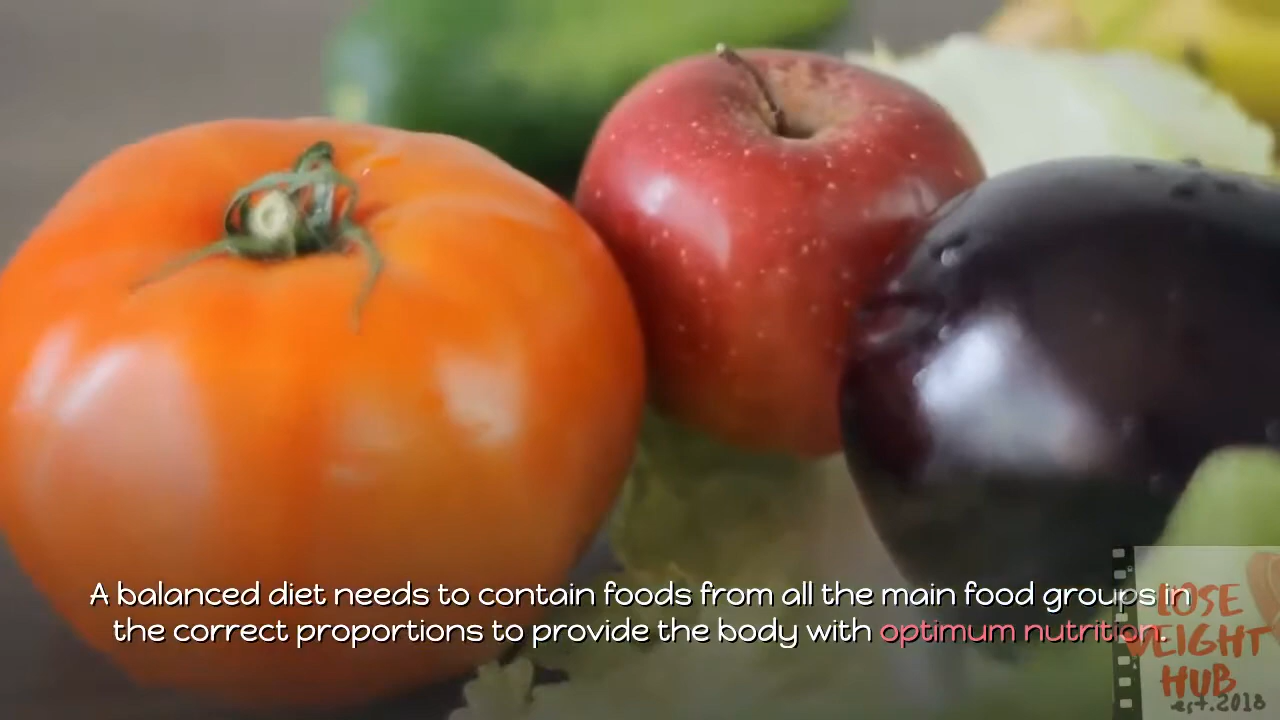 A balanced diet needs to contain foods from all the main food groups in
the correct proportions to provide the body with optimum nutrition.
LOSE
WEIGHT
HUB
est.2018